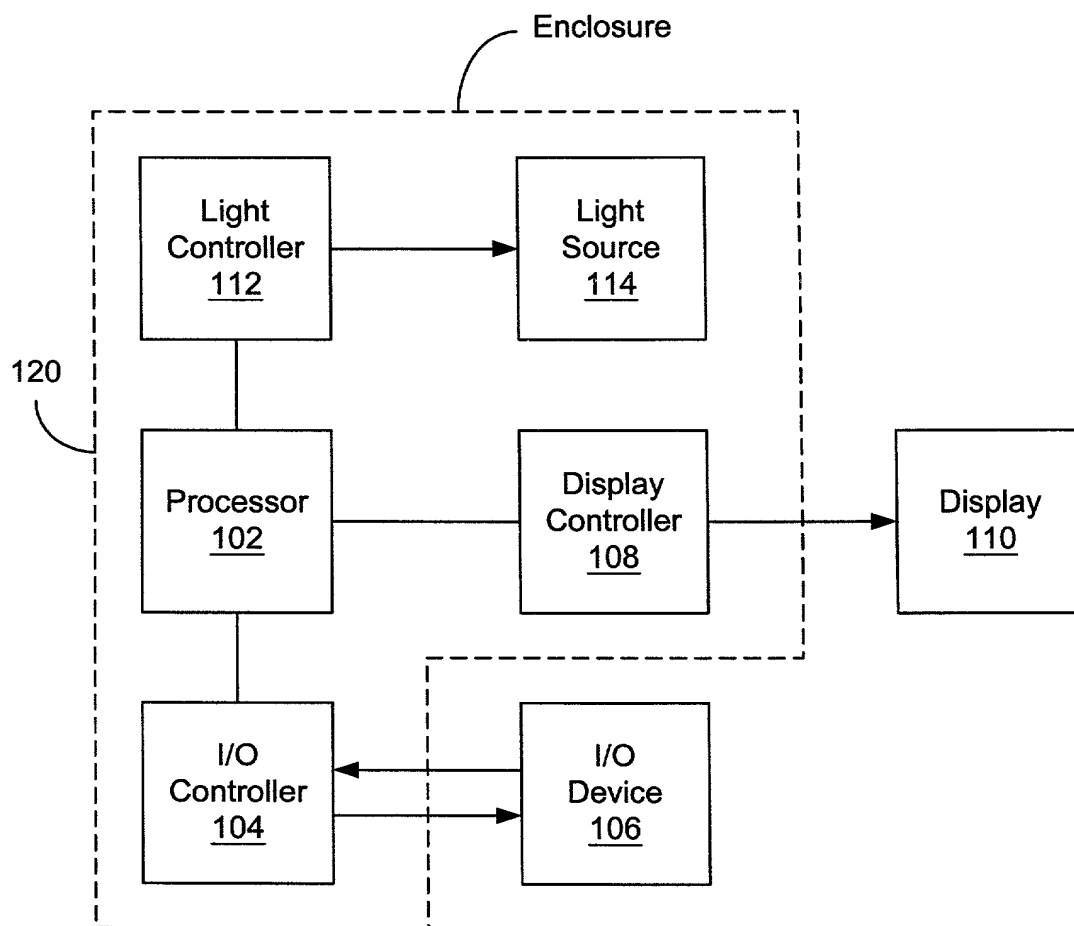 Enclosure
Light
Controller
112
Light
Source
114
120
Processor
102
Display
Controller
108
Display
110
I/O
Controller
104
I/O
Device
106